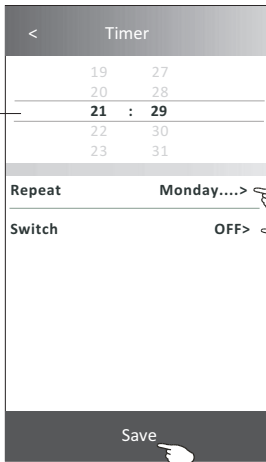 < Timer
19 27
20 28
21 : 29
22 30
23 31
Repeat Monday....>
Switch OFF>
Save